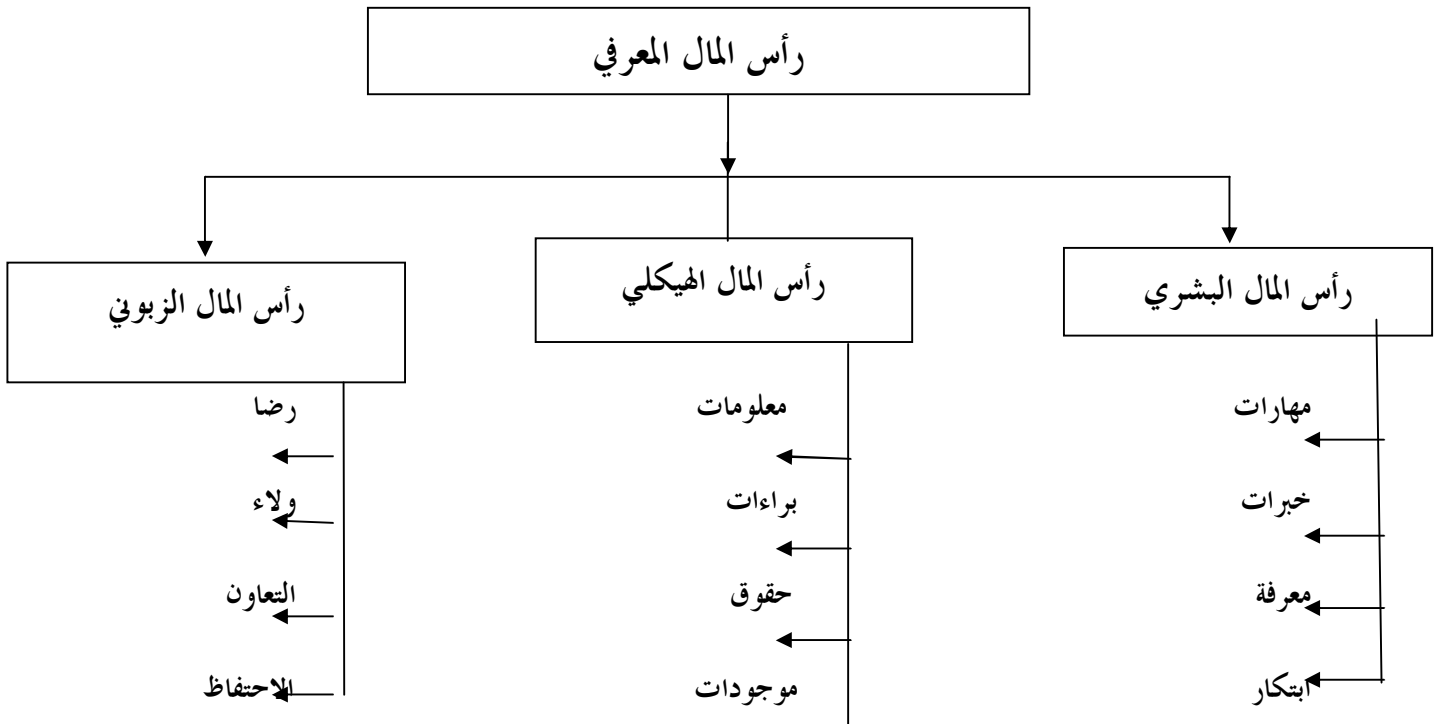 رأس المال المعرفي
رأس المال البشري
رأس المال الهيكلي
رأس المال الزبوني
مهارات
خبرات
معرفة
ابتكار
معلومات
براءات
حقوق
موجودات
رضا
ولاء
التعاون
الاحتفاظ